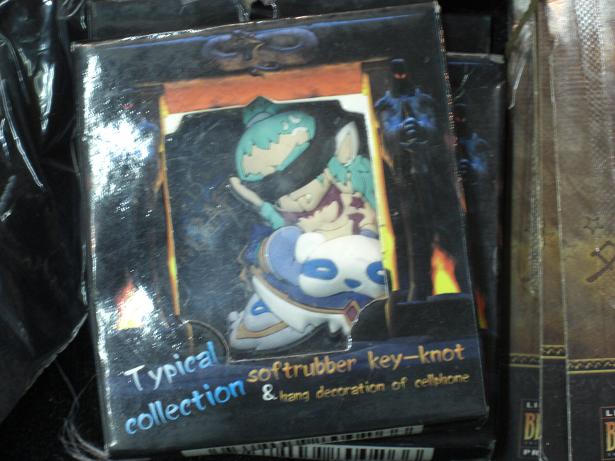 Typical
collection
softrubber key-knot
& hang decoration of cellphone